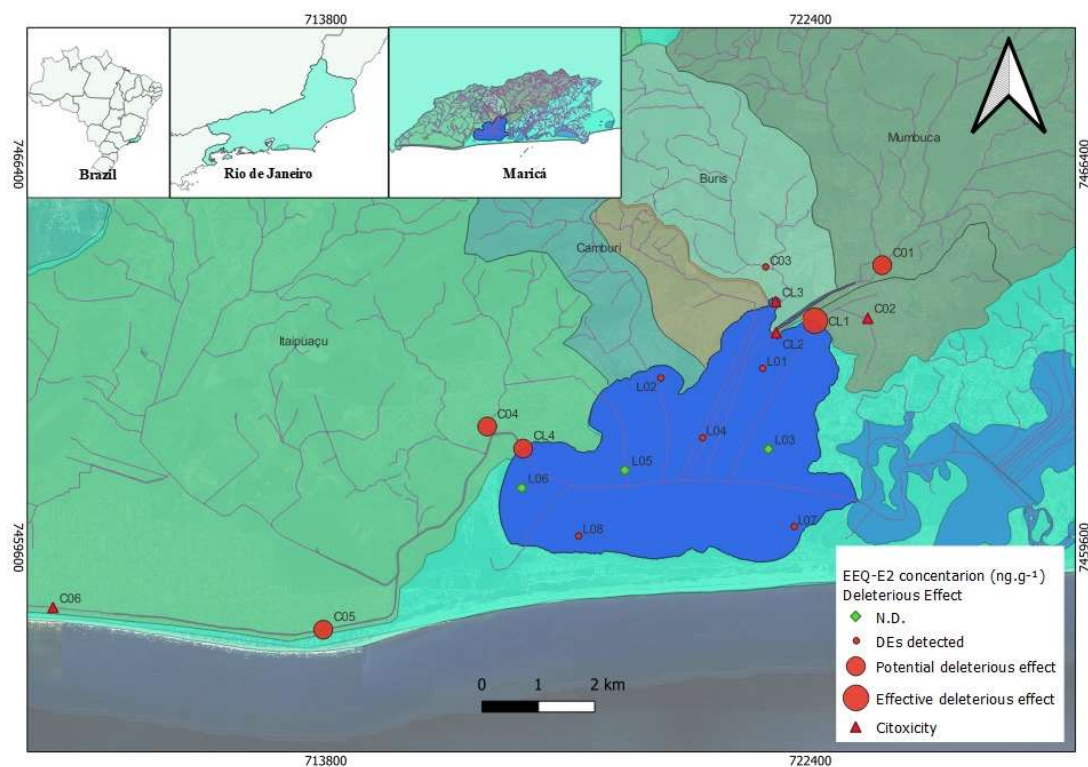 713800
722400
7466400
7466400
Brazil
Rio de Janeiro
Maricá
Mumbuca
Buris
Camburi
C03
C01
CL3
C02
CL1
CL2
Itaipuaçu
L01
L02
C04
L04
CL4
L03
L05
L06
L07
L08
7459600
7459600
C06
C05
EEQ-E2 concentarion (ng.g⁻¹)
Deleterious Effect
N.D.
DEs detected
Potential deleterious effect
Effective deleterious effect
Citoxicity
0 1 2 km
713800
722400